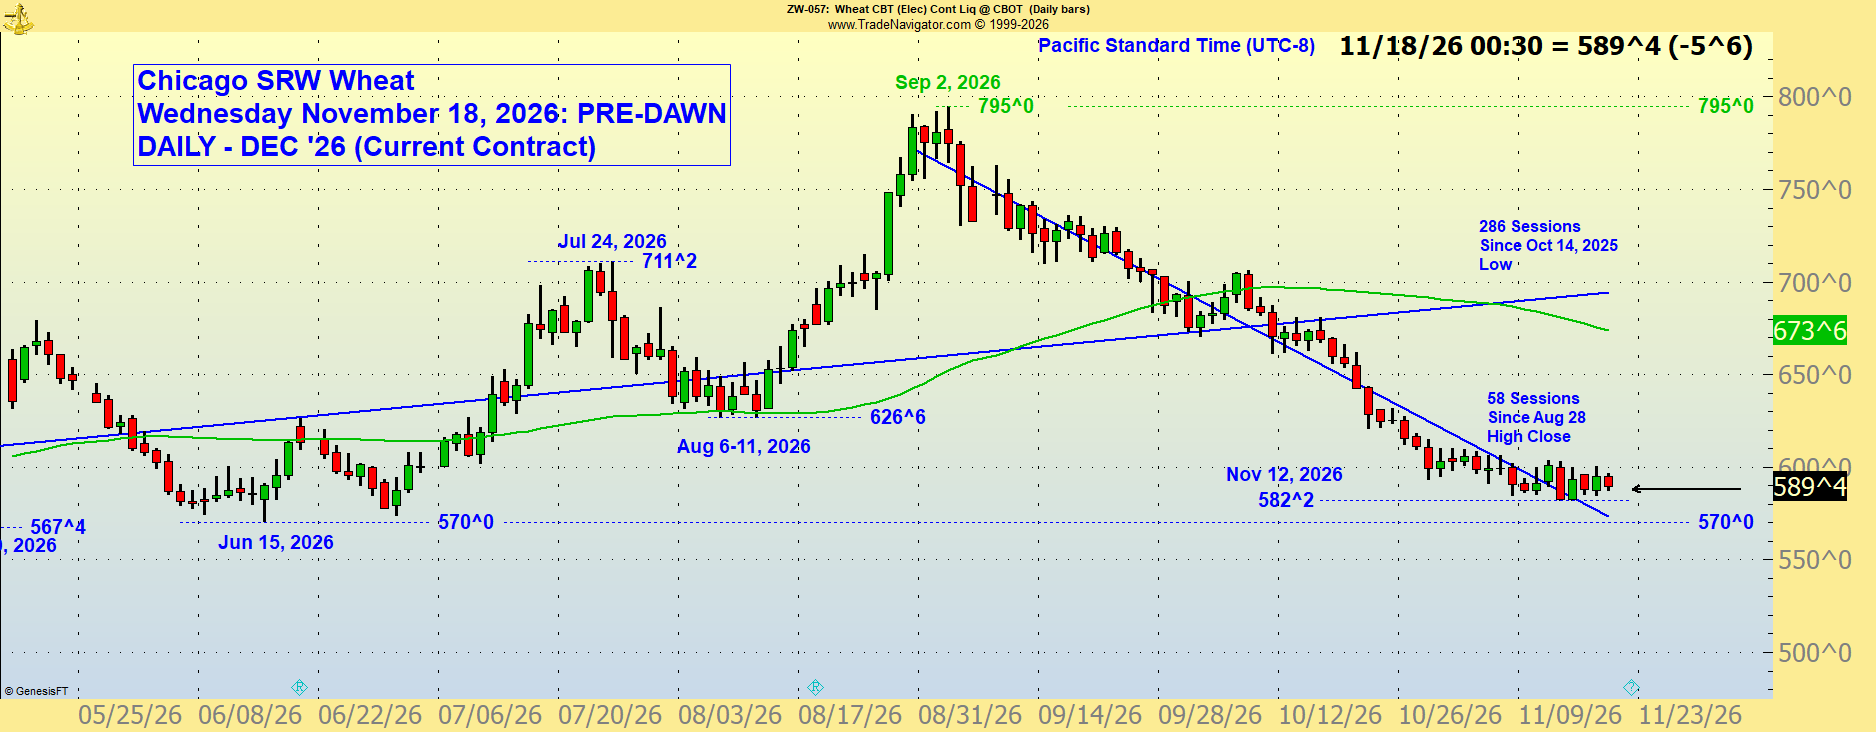 ZW-057: Wheat CBT (Elec) Cont Liq @ CBOT (Daily bars)
www.TradeNavigator.com © 1999-2026
Pacific Standard Time (UTC-8)
11/18/26 00:30 = 589^4 (-5^6)
Chicago SRW Wheat
Wednesday November 18, 2026: PRE-DAWN
DAILY - DEC '26 (Current Contract)
Sep 2, 2026
795^0
795^0
800^0
750^0
286 Sessions
Since Oct 14, 2025
Low
Jul 24, 2026
711^2
700^0
673^6
650^0
58 Sessions
Since Aug 28
High Close
626^6
Aug 6-11, 2026
600^0
Nov 12, 2026
582^2
589^4
567^4
, 2026
570^0
570^0
Jun 15, 2026
550^0
500^0
R
R
?
© GenesisFT
05/25/26 06/08/26 06/22/26 07/06/26 07/20/26 08/03/26 08/17/26 08/31/26 09/14/26 09/28/26 10/12/26 10/26/26 11/09/26 11/23/26